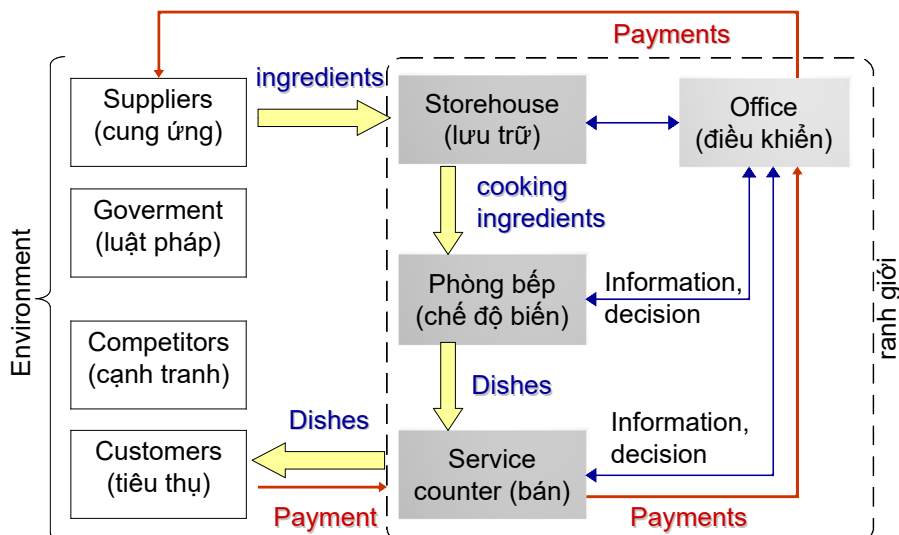 Payments
ingredients
Suppliers
(cung ứng)
Storehouse
(lưu trữ)
Office
(điều khiển)
cooking
ingredients
Goverment
(luật pháp)
Environment
Phòng bếp
(chế độ biến)
Information,
decision
ranh giới
Competitors
(cạnh tranh)
Dishes
Dishes
Information,
decision
Customers
(tiêu thụ)
Service
counter (bán)
Payment
Payments